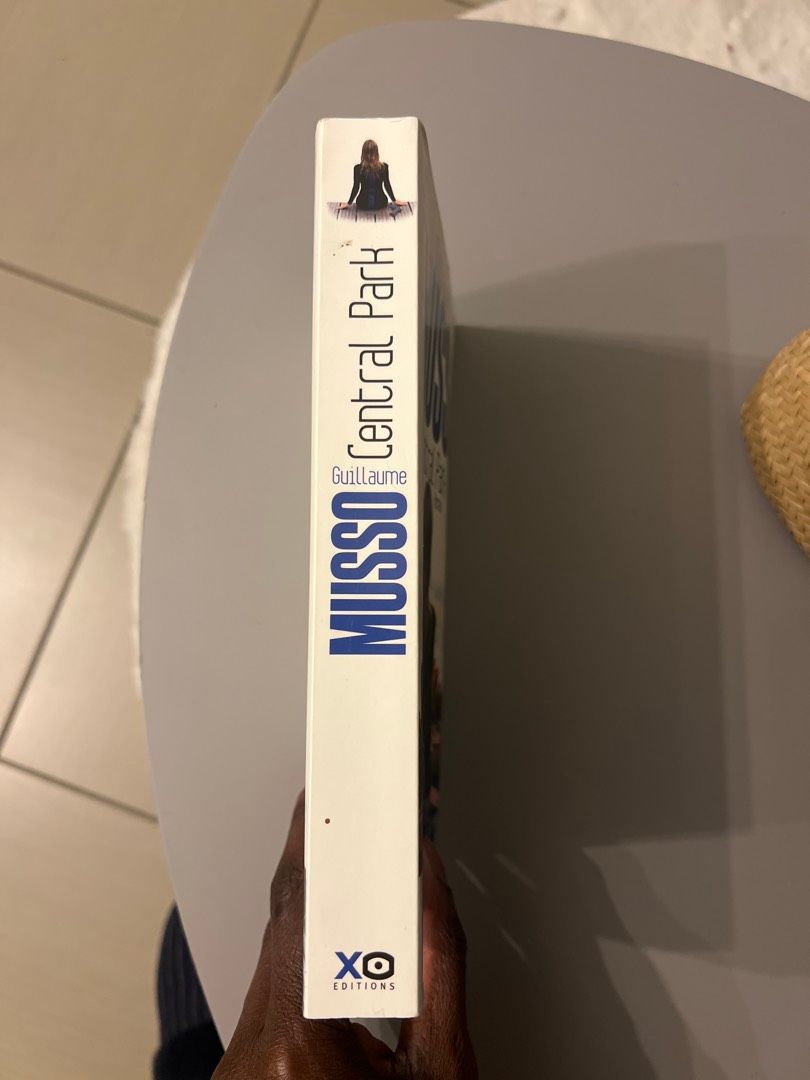 Central Park
Guillaume
MUSSO
XO
EDITIONS